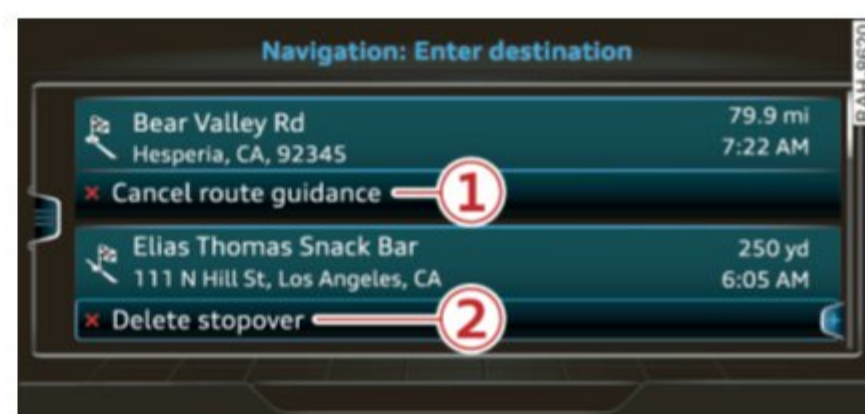 Navigation: Enter destination
Bear Valley Rd
79.9 mi
Hesperia, CA, 92345
7:22 AM
× Cancel route guidance
1
Elias Thomas Snack Bar
250 yd
111 N Hill St, Los Angeles, CA
6:05 AM
× Delete stopover
2